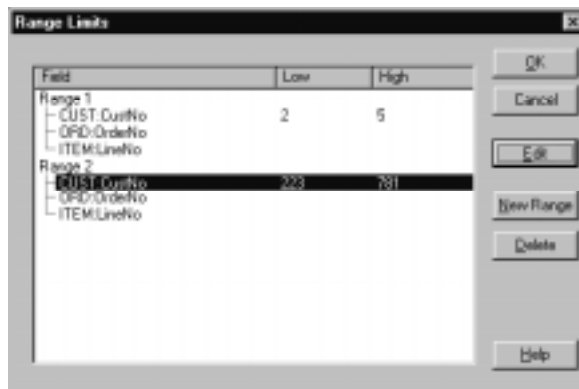 Range Limits
OK
Field Low High
Range 1
CUST:CustNo 2 5
Cancel
ORD:OrderNo
ITEM:LineNo
Edit
Range 2
CUST:CustNo 223 781
ORD:OrderNo
New Range
ITEM:LineNo
Delete
Help